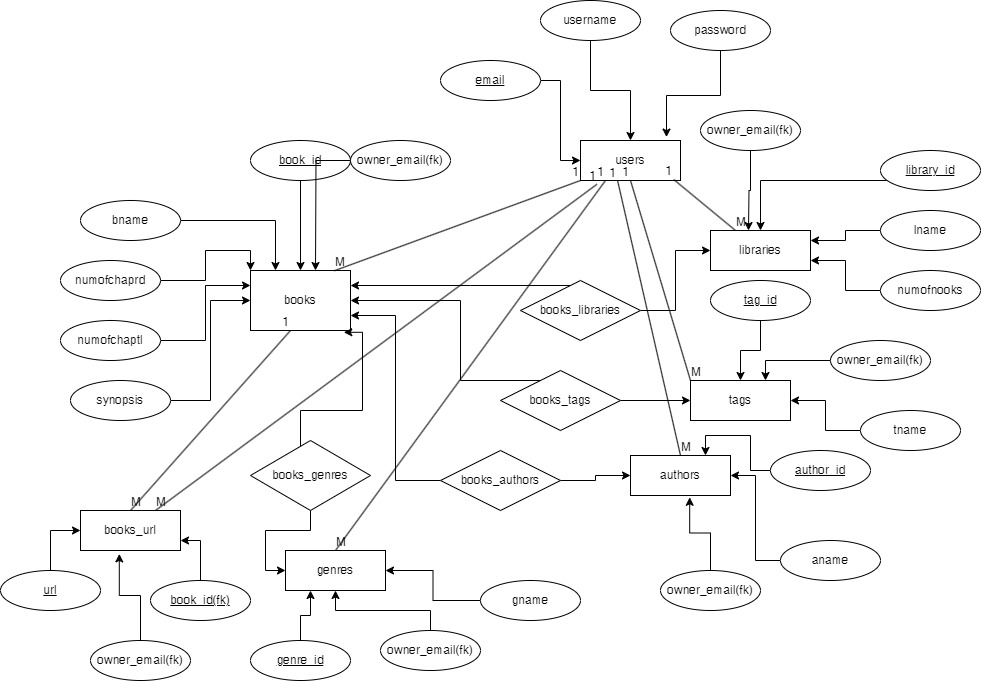 username
password
email
owner_email(fk)
users
1
1
1
1
1
1
book_id
owner_email(fk)
library_id
bname
M
lname
libraries
M
numofchaprd
books
numofnooks
tag_id
books_libraries
1
numofchaptl
owner_email(fk)
M
synopsis
books_tags
tags
tname
M
books_genres
books_authors
authors
author_id
M
M
books_url
M
aname
genres
url
book_id(fk)
gname
owner_email(fk)
owner_email(fk)
genre_id
owner_email(fk)